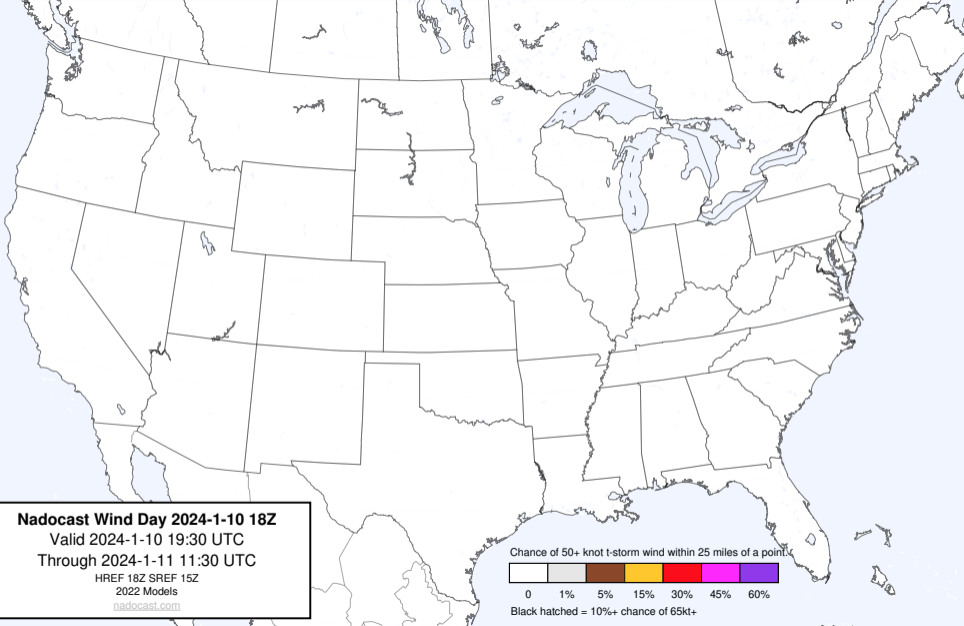 Nadocast Wind Day 2024-1-10 18Z
Valid 2024-1-10 19:30 UTC
Through 2024-1-11 11:30 UTC
HREF 18Z SREF 15Z
2022 Models
nadocast.com
Chance of 50+ knot t-storm wind within 25 miles of a point.
0 1% 5% 15% 30% 45% 60%
Black hatched = 10%+ chance of 65kt+